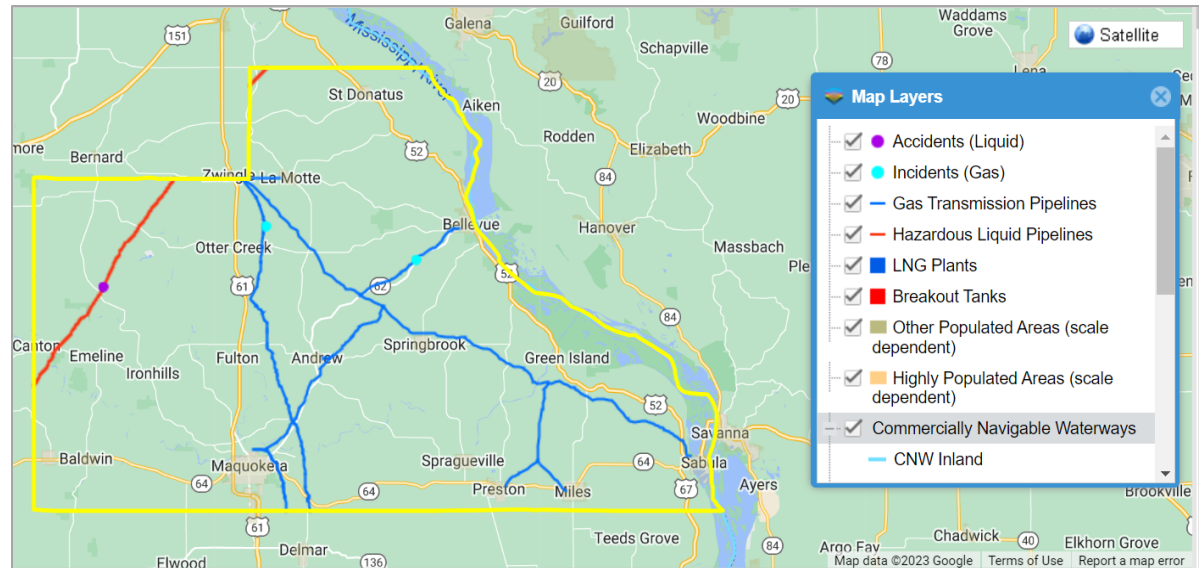 Waddams
Grove
Galena
Guilford
151
Mississippi River
Schapville
Satellite
78
Lena
20
Map Layers
St Donatus
Aiken
20
Woodbine
Rodden
Elizabeth
Accidents (Liquid)
more
Bernard
52
Incidents (Gas)
Zwingle
La Motte
84
Gas Transmission Pipelines
Bellevue
Hanover
Hazardous Liquid Pipelines
Otter Creek
Massbach
LNG Plants
61
62
52
Ple
Breakout Tanks
84
Other Populated Areas (scale
dependent)
Canton
Emeline
Fulton
Andrew
Springbrook
Green Island
Ironhills
Highly Populated Areas (scale
dependent)
52
Savanna
Commercially Navigable Waterways
Baldwin
Maquoketa
Spragueville
64
Sabula
CNW Inland
64
64
Preston
Miles
67
Ayers
Brookville
61
Teeds Grove
Chadwick
40
Elkhorn Grove
Delmar
84
Argo Fay
Elwood
136
Map data ©2023 Google
Terms of Use
Report a map error